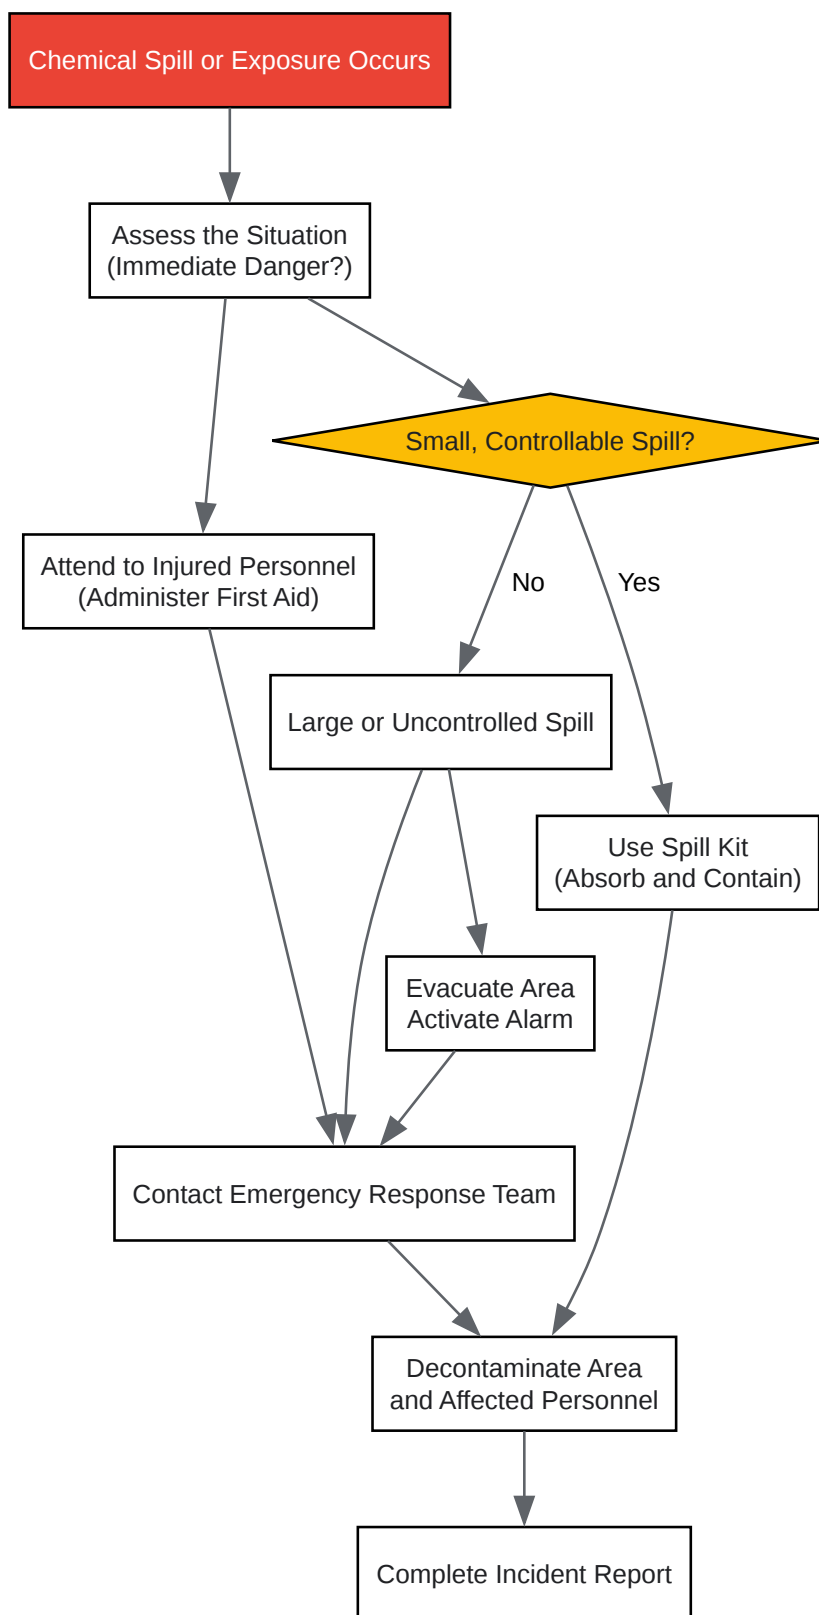 Chemical Spill or Exposure Occurs
Assess the Situation
(Immediate Danger?)
Small, Controllable Spill?
Attend to Injured Personnel
(Administer First Aid)
No
Yes
Large or Uncontrolled Spill
Use Spill Kit
(Absorb and Contain)
Evacuate Area
Activate Alarm
Contact Emergency Response Team
Decontaminate Area
and Affected Personnel
Complete Incident Report